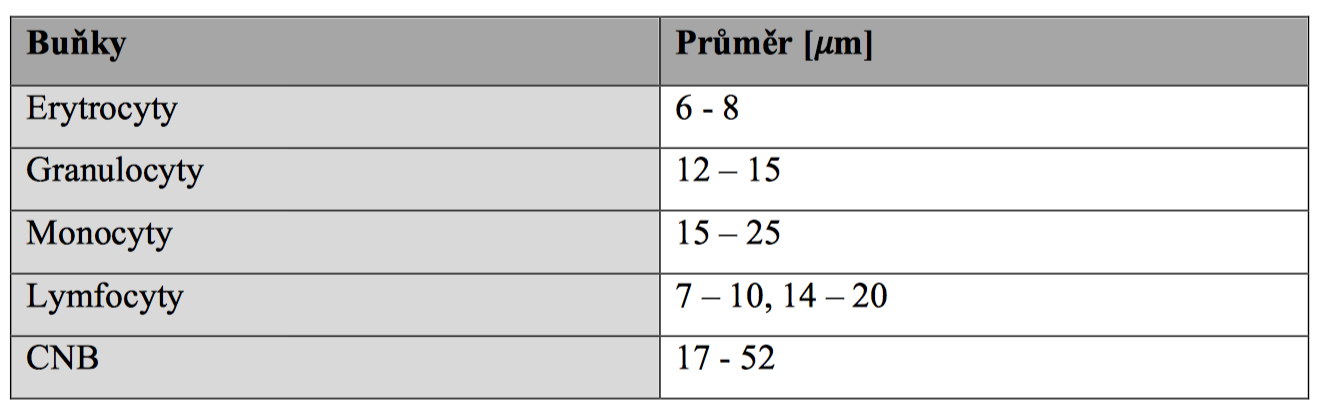 Buňky Průměr [μm]
Erytrocyty 6 - 8
Granulocyty 12 – 15
Monocyty 15 – 25
Lymfocyty 7 – 10, 14 – 20
CNB 17 - 52